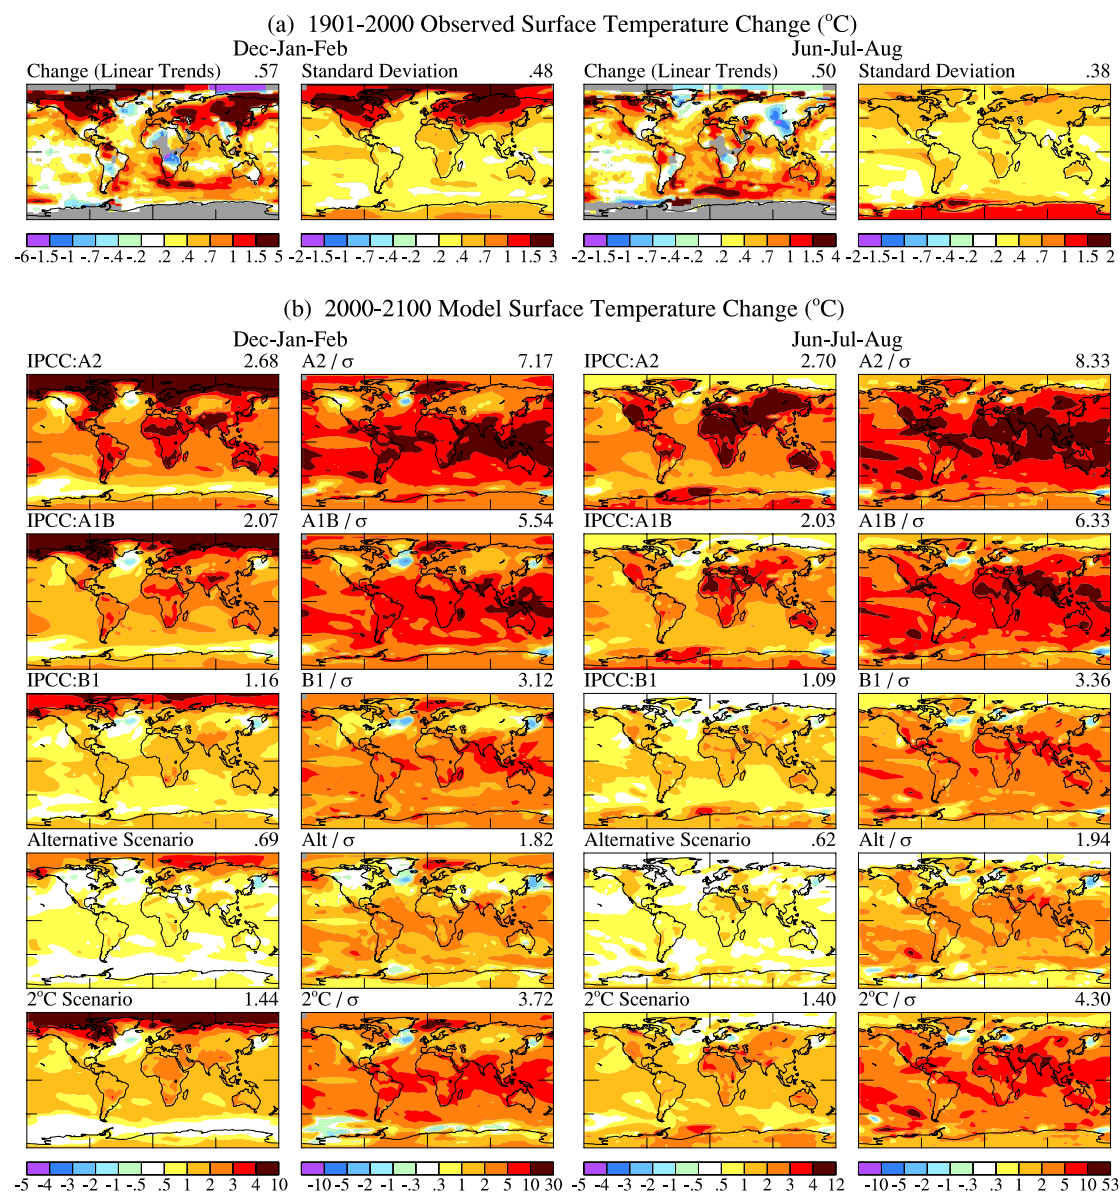 (a) 1901-2000 Observed Surface Temperature Change (°C)
Dec-Jan-Feb Jun-Jul-Aug
Change (Linear Trends) .57 Standard Deviation .48 Change (Linear Trends) .50 Standard Deviation .38
-6 -1.5 -1 -.7 -.4 -.2 .2 .4 .7 1 1.5 5 -2 -1.5 -1 -.7 -.4 -.2 .2 .4 .7 1 1.5 3 -2 -1.5 -1 -.7 -.4 -.2 .2 .4 .7 1 1.5 4 -2 -1.5 -1 -.7 -.4 -.2 .2 .4 .7 1 1.5 2
(b) 2000-2100 Model Surface Temperature Change (°C)
Dec-Jan-Feb Jun-Jul-Aug
IPCC:A2 2.68 A2 / σ 7.17 IPCC:A2 2.70 A2 / σ 8.33
IPCC:A1B 2.07 A1B / σ 5.54 IPCC:A1B 2.03 A1B / σ 6.33
IPCC:B1 1.16 B1 / σ 3.12 IPCC:B1 1.09 B1 / σ 3.36
Alternative Scenario .69 Alt / σ 1.82 Alternative Scenario .62 Alt / σ 1.94
2°C Scenario 1.44 2°C / σ 3.72 2°C Scenario 1.40 2°C / σ 4.30
-5 -4 -3 -2 -1 -.5 .5 1 2 3 4 10 -10 -5 -2 -1 -.3 .3 1 2 5 10 30 -5 -4 -3 -2 -1 -.5 .5 1 2 3 4 12 -10 -5 -2 -1 -.3 .3 1 2 5 10 53